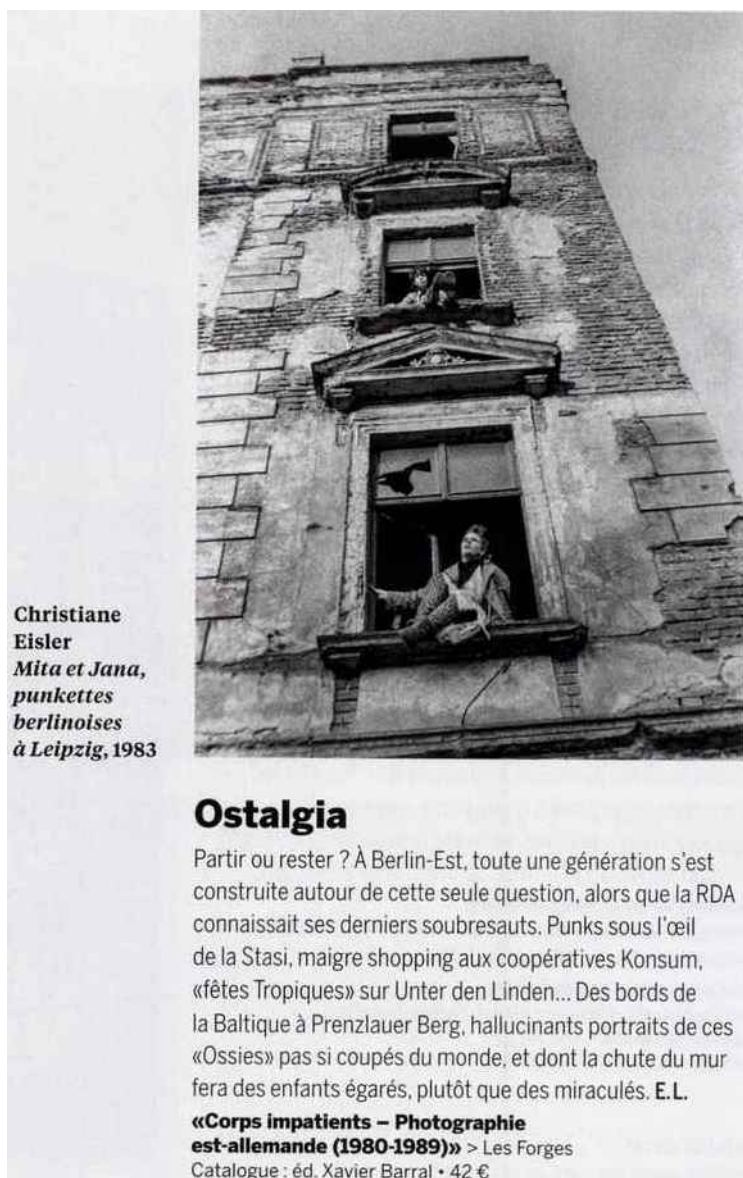 Christiane
Eisler
Mita et Jana,
punkettes
berlinoises
à Leipzig, 1983
Ostalgia
Partir ou rester ? À Berlin-Est, toute une génération s'est
construite autour de cette seule question, alors que la RDA
connaissait ses derniers soubresauts. Punks sous l'œil
de la Stasi, maigre shopping aux coopératives Konsum,
«fêtes Tropiques» sur Unter den Linden... Des bords de
la Baltique à Prenzlauer Berg, hallucinants portraits de ces
«Ossies» pas si coupés du monde, et dont la chute du mur
fera des enfants égarés, plutôt que des miraculés. E.L.
«Corps impatients – Photographie
est-allemande (1980-1989)» > Les Forges
Catalogue : éd. Xavier Barral • 42 €